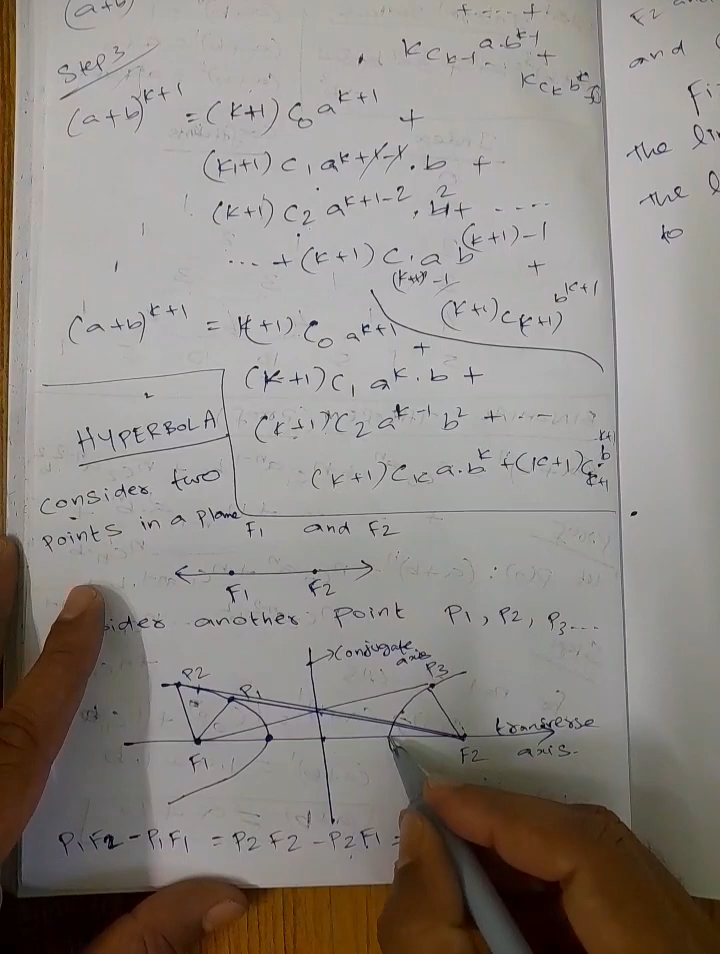 (a+b)
+ ... +
Step 3
KCk-1 a.b^k-1 +
KCk b^k
(a+b)^k+1 = (k+1) C0 a^k+1 +
(k+1) C1 a^k+1-1 . b +
(k+1) C2 a^k+1-2 . b^2 + ....
... + (k+1) C(k+1)-1 a b^(k+1)-1 +
(k+1) C(k+1) b^k+1
(a+b)^k+1 = (k+1) C0 a^k+1 +
(k+1) C1 a^k . b +
(k+1) C2 a^k-1 b^2 + ....
(k+1) Ck a.b^k + (k+1) Ck+1 b^k+1
HYPERBOLA
consider two
points in a plane F1 and F2
F1 F2
sider another point P1, P2, P3...
conjugate
axis
P2 P1 P3
transverse
axis.
F1 F2
P1F2 - P1F1 = P2F2 - P2F1 =
F2
and
the
the
to